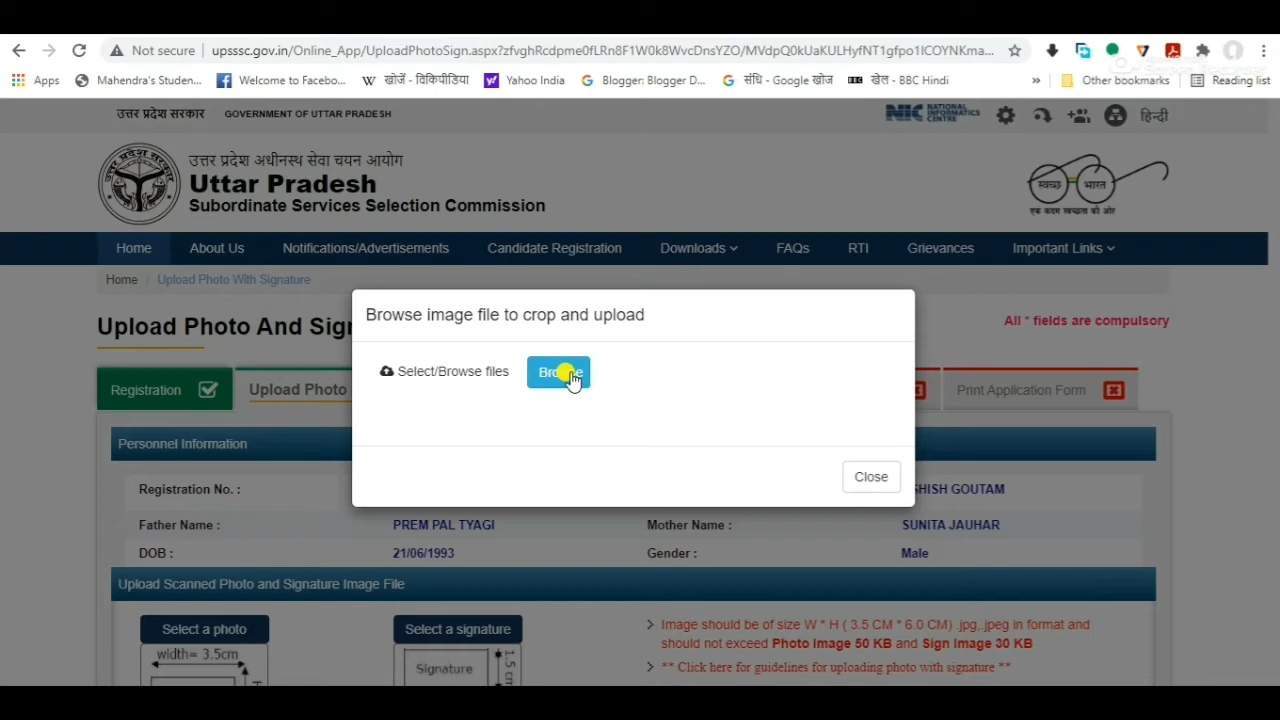 Not secure upsssc.gov.in/Online_App/UploadPhotoSign.aspx?zfvghRcdpme0fLRn8F1W0k8WvcDnsYZO/MVdpQ0kUaKULHyfNT1gfpo1ICOYNKma...
Apps Mahendra's Studen... Welcome to Facebo... खोजें - विकिपीडिया Yahoo India Blogger: Blogger D... संधि - Google खोज खेल - BBC Hindi » Other bookmarks Reading list
उत्तर प्रदेश सरकार GOVERNMENT OF UTTAR PRADESH NIC NATIONAL INFORMATICS CENTRE हिन्दी
उत्तर प्रदेश अधीनस्थ सेवा चयन आयोग
Uttar Pradesh
Subordinate Services Selection Commission
स्वच्छ भारत
एक कदम स्वच्छता की ओर
Home About Us Notifications/Advertisements Candidate Registration Downloads FAQs RTI Grievances Important Links
Home / Upload Photo With Signature
Browse image file to crop and upload
Upload Photo And Sig All * fields are compulsory
Select/Browse files
Registration Upload Photo Print Application Form
Personnel Information
Close
Registration No. : SHISH GOUTAM
Father Name : PREM PAL TYAGI Mother Name : SUNITA JAUHAR
DOB : 21/06/1993 Gender : Male
Upload Scanned Photo and Signature Image File
Select a photo Select a signature
Image should be of size W * H ( 3.5 CM * 6.0 CM) .jpg,.jpeg in format and
should not exceed Photo Image 50 KB and Sign Image 30 KB
width= 3.5cm
Signature 1.5 cm
** Click here for guidelines for uploading photo with signature **